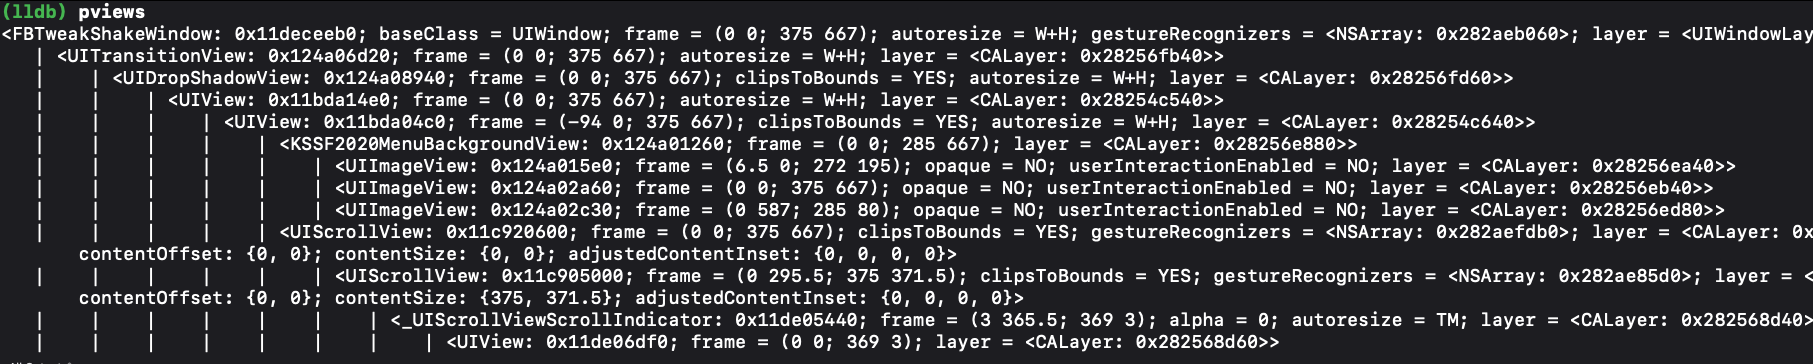 (lldb) pviews
<FBTweakShakeWindow: 0x11deceeb0; baseClass = UIWindow; frame = (0 0; 375 667); autoresize = W+H; gestureRecognizers = <NSArray: 0x282aeb060>; layer = <UIWindowLay
| <UITransitionView: 0x124a06d20; frame = (0 0; 375 667); autoresize = W+H; layer = <CALayer: 0x28256fb40>>
| | <UIDropShadowView: 0x124a08940; frame = (0 0; 375 667); clipsToBounds = YES; autoresize = W+H; layer = <CALayer: 0x28256fd60>>
| | | <UIView: 0x11bda14e0; frame = (0 0; 375 667); autoresize = W+H; layer = <CALayer: 0x28254c540>>
| | | | <UIView: 0x11bda04c0; frame = (-94 0; 375 667); clipsToBounds = YES; autoresize = W+H; layer = <CALayer: 0x28254c640>>
| | | | | <KSSF2020MenuBackgroundView: 0x124a01260; frame = (0 0; 285 667); layer = <CALayer: 0x28256e880>>
| | | | | | <UIImageView: 0x124a015e0; frame = (6.5 0; 272 195); opaque = NO; userInteractionEnabled = NO; layer = <CALayer: 0x28256ea40>>
| | | | | | <UIImageView: 0x124a02a60; frame = (0 0; 375 667); opaque = NO; userInteractionEnabled = NO; layer = <CALayer: 0x28256eb40>>
| | | | | | <UIImageView: 0x124a02c30; frame = (0 587; 285 80); opaque = NO; userInteractionEnabled = NO; layer = <CALayer: 0x28256ed80>>
| | | | | <UIScrollView: 0x11c920600; frame = (0 0; 375 667); clipsToBounds = YES; gestureRecognizers = <NSArray: 0x282aefdb0>; layer = <CALayer: 0x
contentOffset: {0, 0}; contentSize: {0, 0}; adjustedContentInset: {0, 0, 0, 0}>
| | | | | | <UIScrollView: 0x11c905000; frame = (0 295.5; 375 371.5); clipsToBounds = YES; gestureRecognizers = <NSArray: 0x282ae85d0>; layer = <
contentOffset: {0, 0}; contentSize: {375, 371.5}; adjustedContentInset: {0, 0, 0, 0}>
| | | | | | | <_UIScrollViewScrollIndicator: 0x11de05440; frame = (3 365.5; 369 3); alpha = 0; autoresize = TM; layer = <CALayer: 0x282568d40>
| | | | | | | | <UIView: 0x11de06df0; frame = (0 0; 369 3); layer = <CALayer: 0x282568d60>>